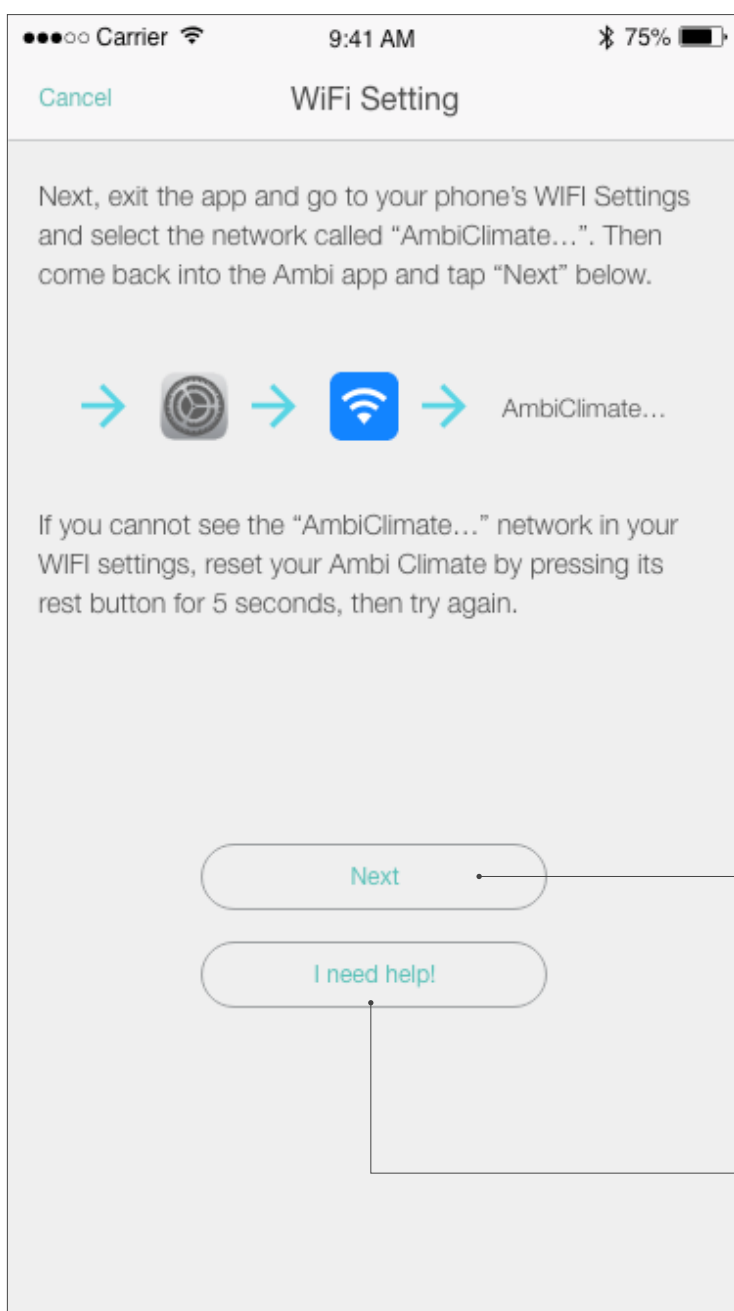 ●●●○○ Carrier 9:41 AM 75%
Cancel WiFi Setting
Next, exit the app and go to your phone’s WIFI Settings
and select the network called “AmbiClimate…”. Then
come back into the Ambi app and tap “Next” below.
AmbiClimate…
If you cannot see the “AmbiClimate…” network in your
WIFI settings, reset your Ambi Climate by pressing its
rest button for 5 seconds, then try again.
Next
I need help!